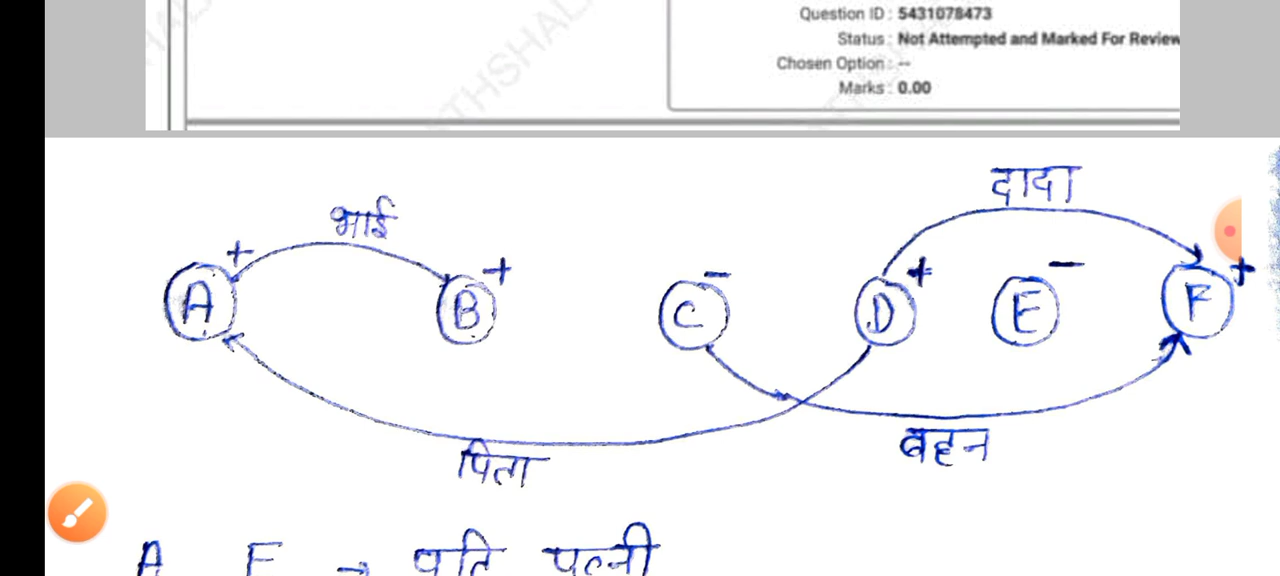 Question ID : 5431078473
Status : Not Attempted and Marked For Review
Chosen Option : --
Marks : 0.00
दादा
भाई
A + B + C - D + E - F +
पिता
बहन
A E → पति पत्नी